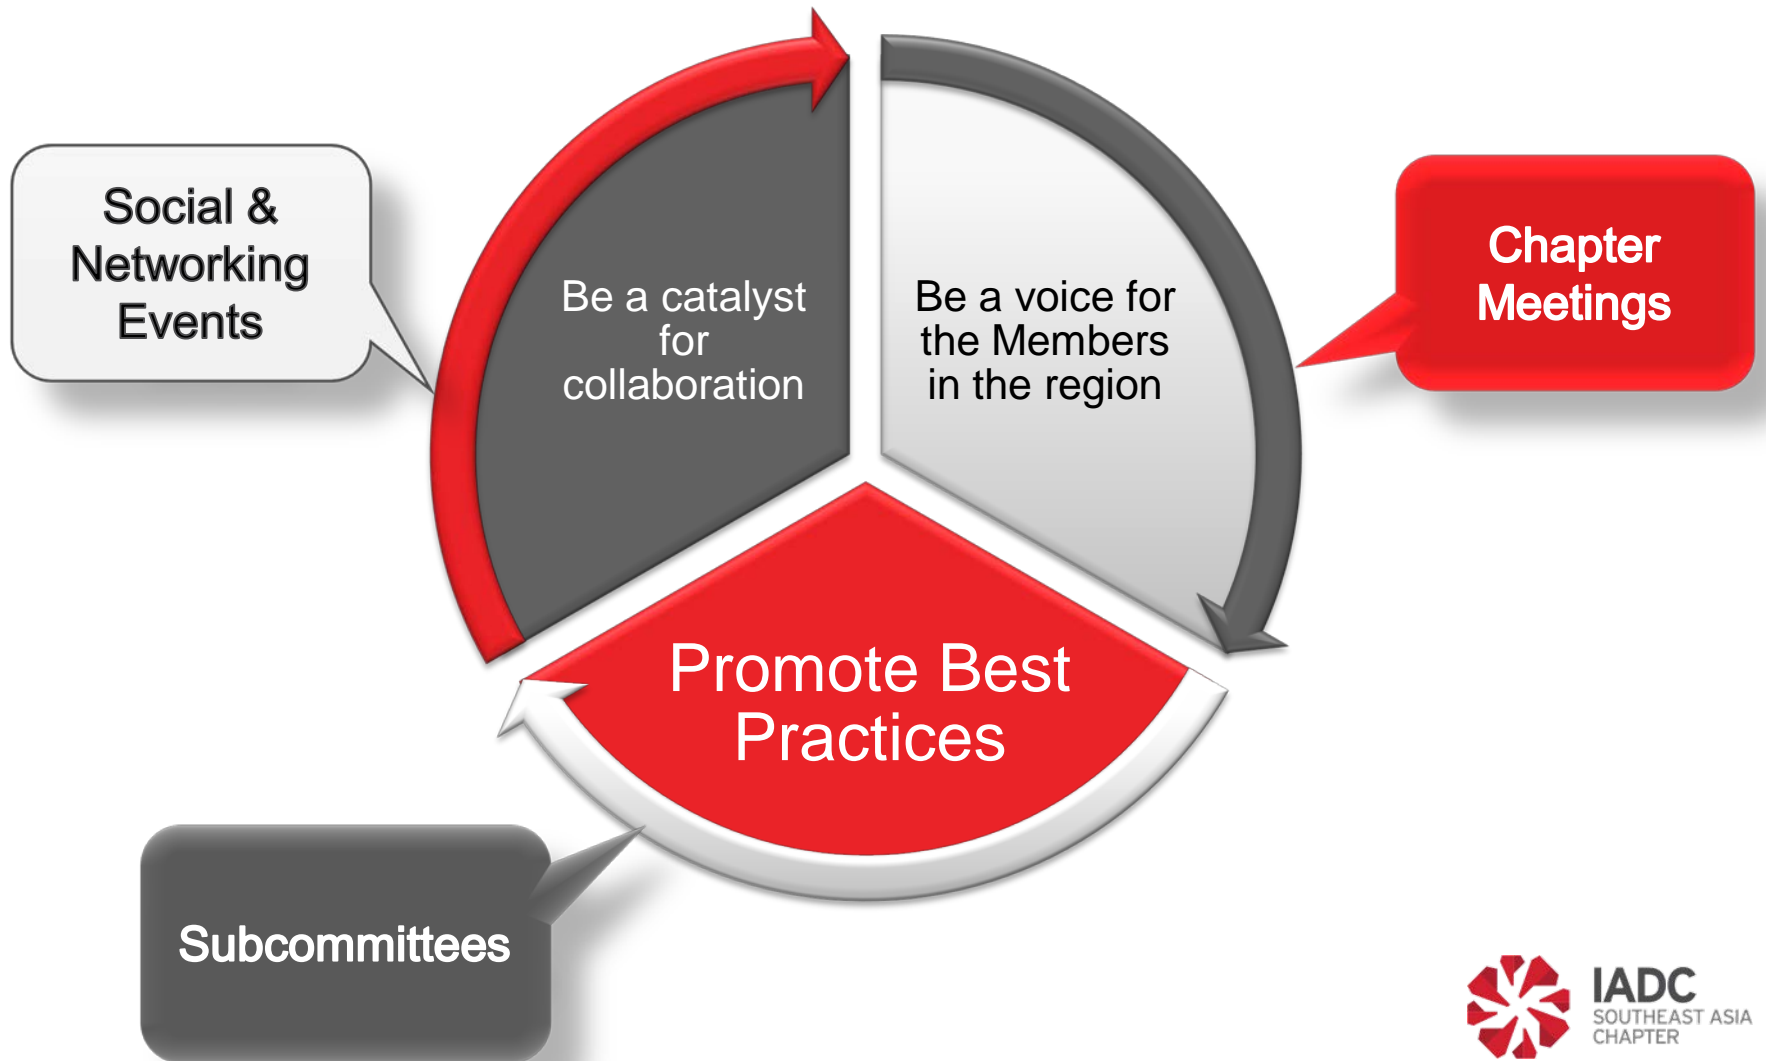 Social &
Networking
Events
Be a catalyst
for
collaboration
Be a voice for
the Members
in the region
Chapter
Meetings
Promote Best
Practices
Subcommittees
IADC
SOUTHEAST ASIA
CHAPTER